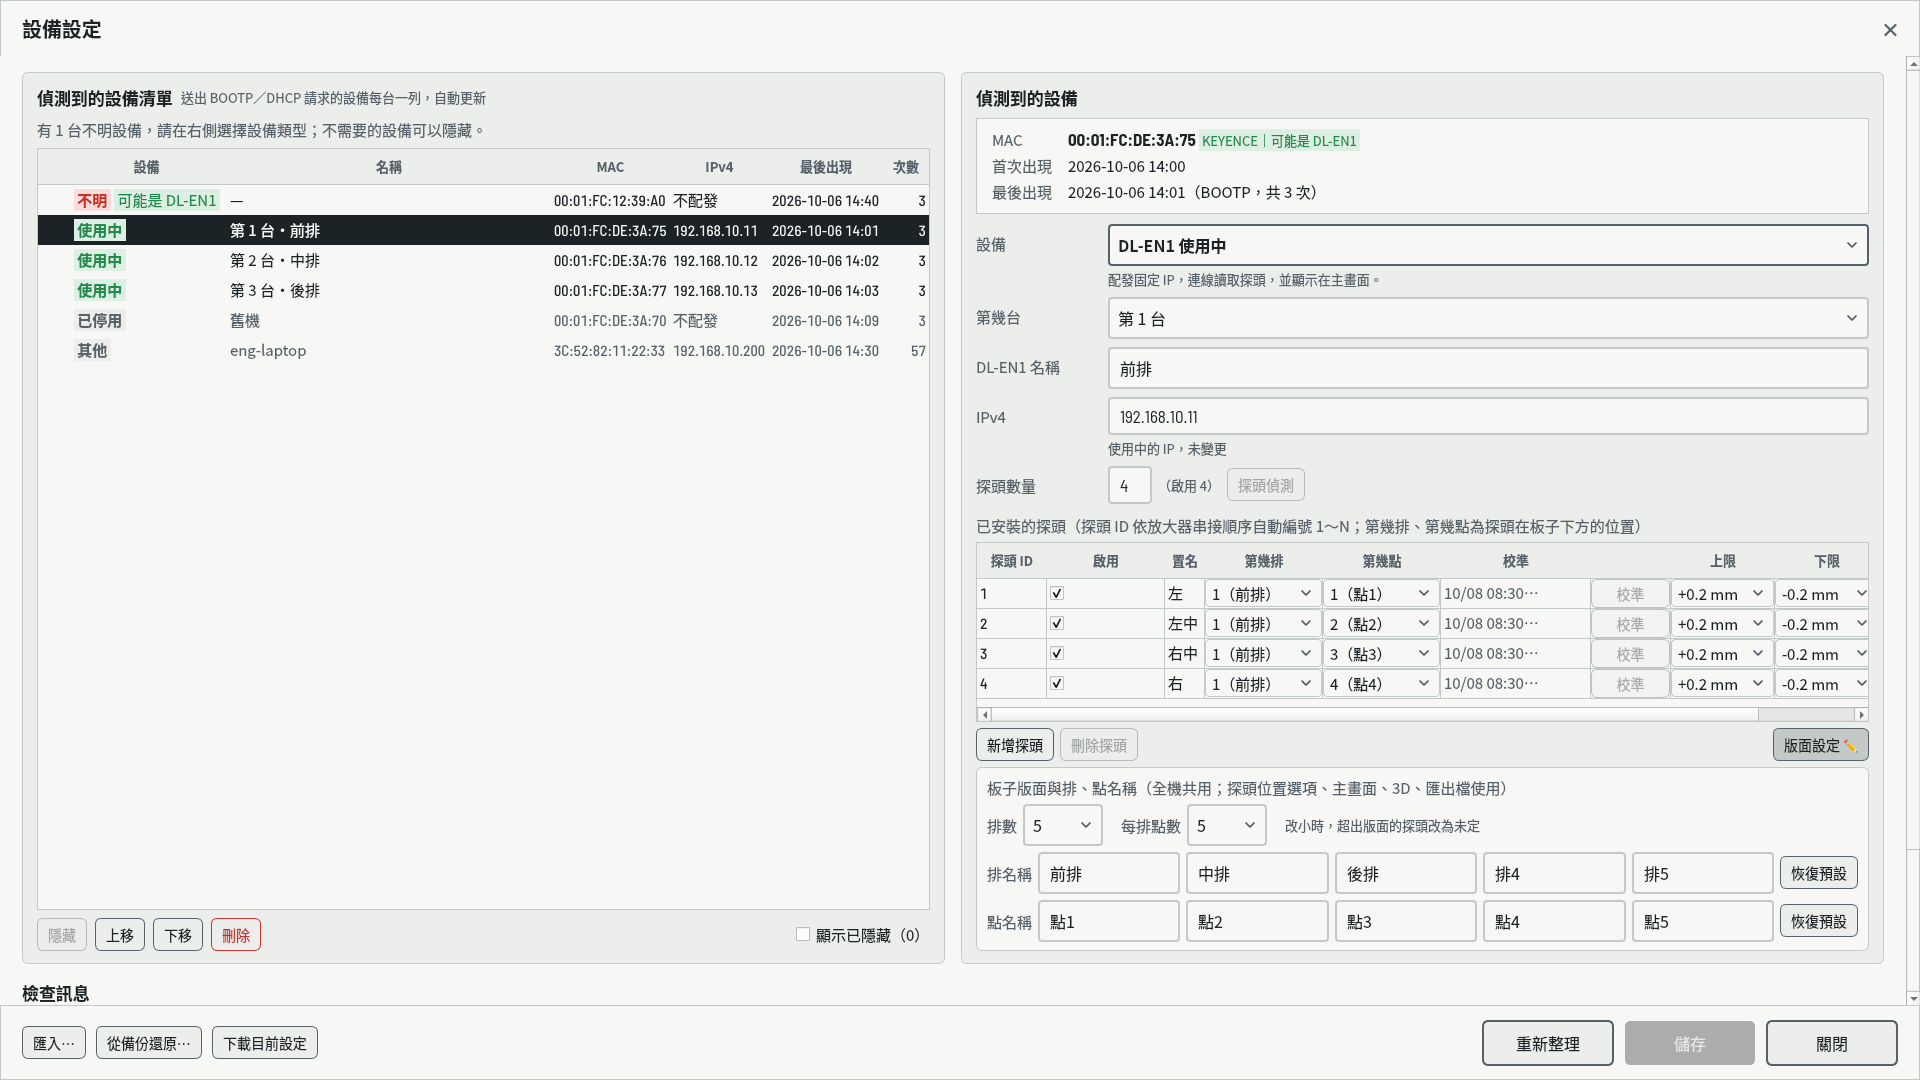 設備設定
✕
偵測到的設備清單 送出 BOOTP／DHCP 請求的設備每台一列，自動更新
有 1 台不明設備，請在右側選擇設備類型；不需要的設備可以隱藏。
設備 名稱 MAC IPv4 最後出現 次數
不明 可能是 DL-EN1 — 00:01:FC:12:39:A0 不配發 2026-10-06 14:40 3
使用中 第 1 台・前排 00:01:FC:DE:3A:75 192.168.10.11 2026-10-06 14:01 3
使用中 第 2 台・中排 00:01:FC:DE:3A:76 192.168.10.12 2026-10-06 14:02 3
使用中 第 3 台・後排 00:01:FC:DE:3A:77 192.168.10.13 2026-10-06 14:03 3
已停用 舊機 00:01:FC:DE:3A:70 不配發 2026-10-06 14:09 3
其他 eng-laptop 3C:52:82:11:22:33 192.168.10.200 2026-10-06 14:30 57
隱藏 上移 下移 刪除 顯示已隱藏（0）
偵測到的設備
MAC 00:01:FC:DE:3A:75 KEYENCE｜可能是 DL-EN1
首次出現 2026-10-06 14:00
最後出現 2026-10-06 14:01（BOOTP，共 3 次）
設備 DL-EN1 使用中
配發固定 IP，連線讀取探頭，並顯示在主畫面。
第幾台 第 1 台
DL-EN1 名稱 前排
IPv4 192.168.10.11
使用中的 IP，未變更
探頭數量 4 （啟用 4） 探頭偵測
已安裝的探頭（探頭 ID 依放大器串接順序自動編號 1～N；第幾排、第幾點為探頭在板子下方的位置）
探頭 ID 啟用 置名 第幾排 第幾點 校準 上限 下限
1 左 1（前排） 1（點1） 10/08 08:30… 校準 +0.2 mm -0.2 mm
2 左中 1（前排） 2（點2） 10/08 08:30… 校準 +0.2 mm -0.2 mm
3 右中 1（前排） 3（點3） 10/08 08:30… 校準 +0.2 mm -0.2 mm
4 右 1（前排） 4（點4） 10/08 08:30… 校準 +0.2 mm -0.2 mm
新增探頭 刪除探頭 版面設定✏️
板子版面與排、點名稱（全機共用；探頭位置選項、主畫面、3D、匯出檔使用）
排數 5 每排點數 5 改小時，超出版面的探頭改為未定
排名稱 前排 中排 後排 排4 排5 恢復預設
點名稱 點1 點2 點3 點4 點5 恢復預設
檢查訊息
匯入… 從備份還原… 下載目前設定 重新整理 儲存 關閉